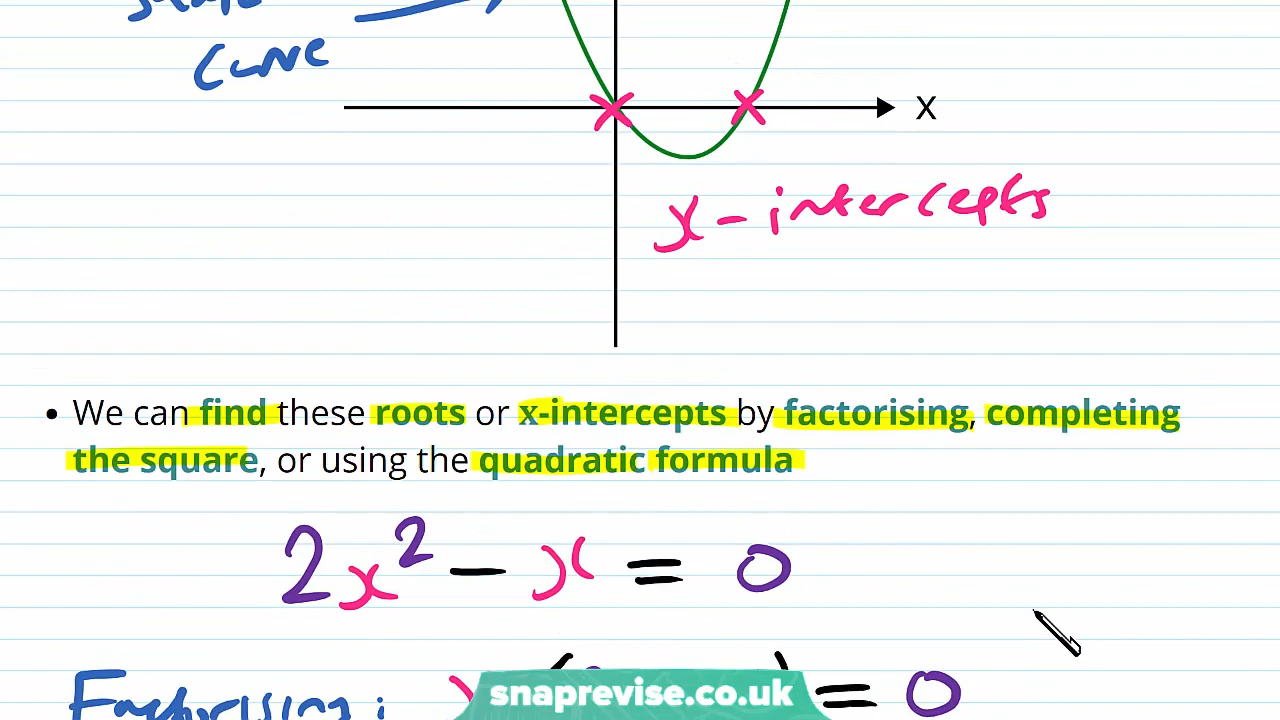 curve
x
x - intercepts
• We can find these roots or x-intercepts by factorising, completing
the square, or using the quadratic formula
2x² - x = 0
Factorising: x ( ) = 0
snaprevise.co.uk